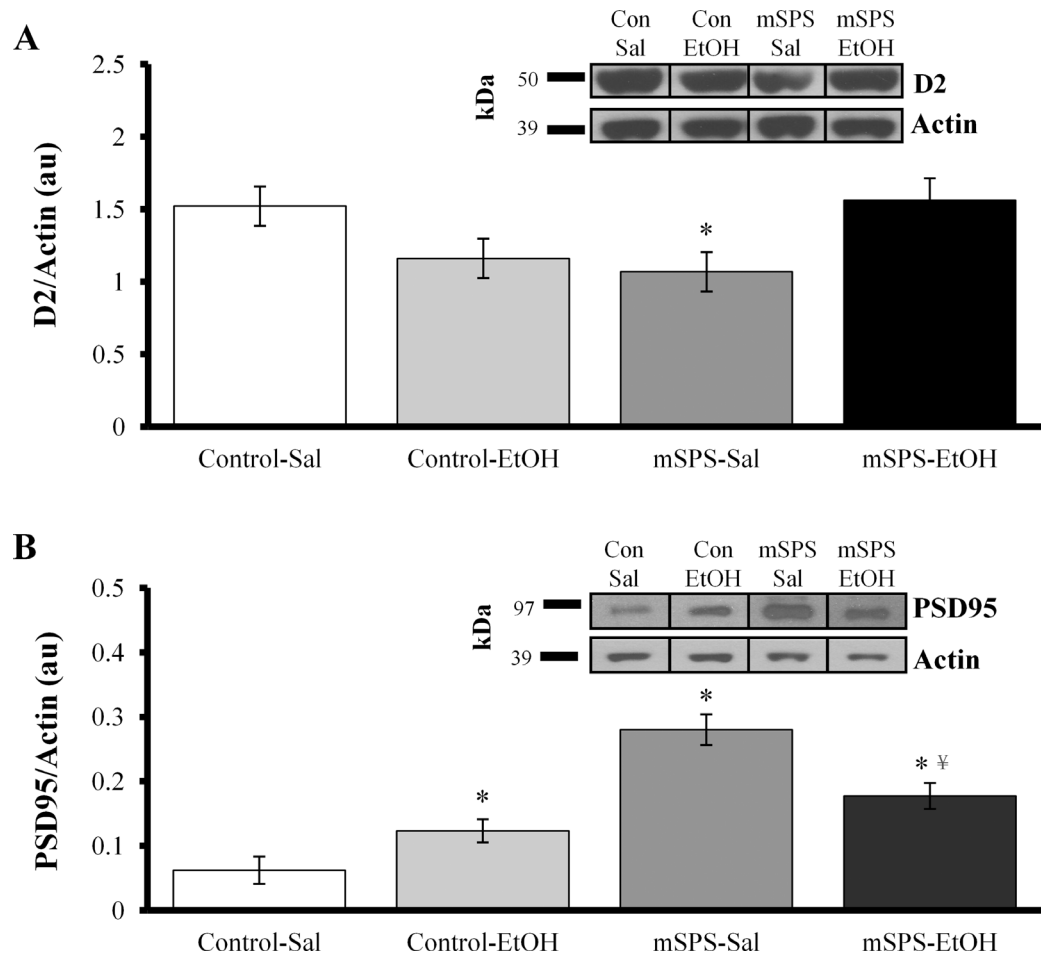 A
Con Con mSPS mSPS
Sal EtOH Sal EtOH
2.5
2
1.5
1
0.5
0
D2/Actin (au)
kDa
50
D2
39
Actin
*
Control-Sal Control-EtOH mSPS-Sal mSPS-EtOH
B
Con Con mSPS mSPS
Sal EtOH Sal EtOH
0.5
0.4
0.3
0.2
0.1
0
PSD95/Actin (au)
kDa
97
PSD95
39
Actin
*
*
* ¥
Control-Sal Control-EtOH mSPS-Sal mSPS-EtOH